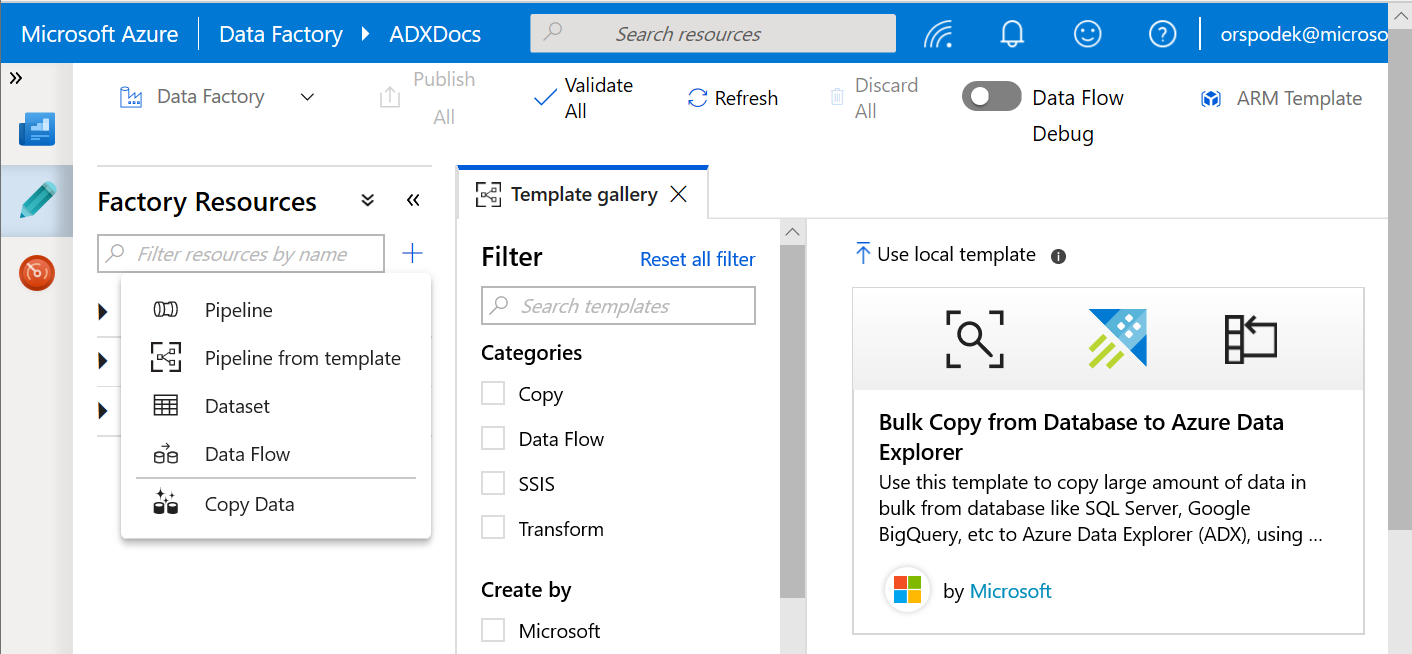 Microsoft Azure
Data Factory
ADXDocs
Search resources
orspodek@microso
Data Factory
Publish
All
Validate
All
Refresh
Discard
All
Data Flow
Debug
ARM Template
Factory Resources
Filter resources by name
Pipeline
Pipeline from template
Dataset
Data Flow
Copy Data
Template gallery
Filter
Reset all filter
Search templates
Categories
Copy
Data Flow
SSIS
Transform
Create by
Microsoft
Use local template
Bulk Copy from Database to Azure Data
Explorer
Use this template to copy large amount of data in
bulk from database like SQL Server, Google
BigQuery, etc to Azure Data Explorer (ADX), using ...
by Microsoft